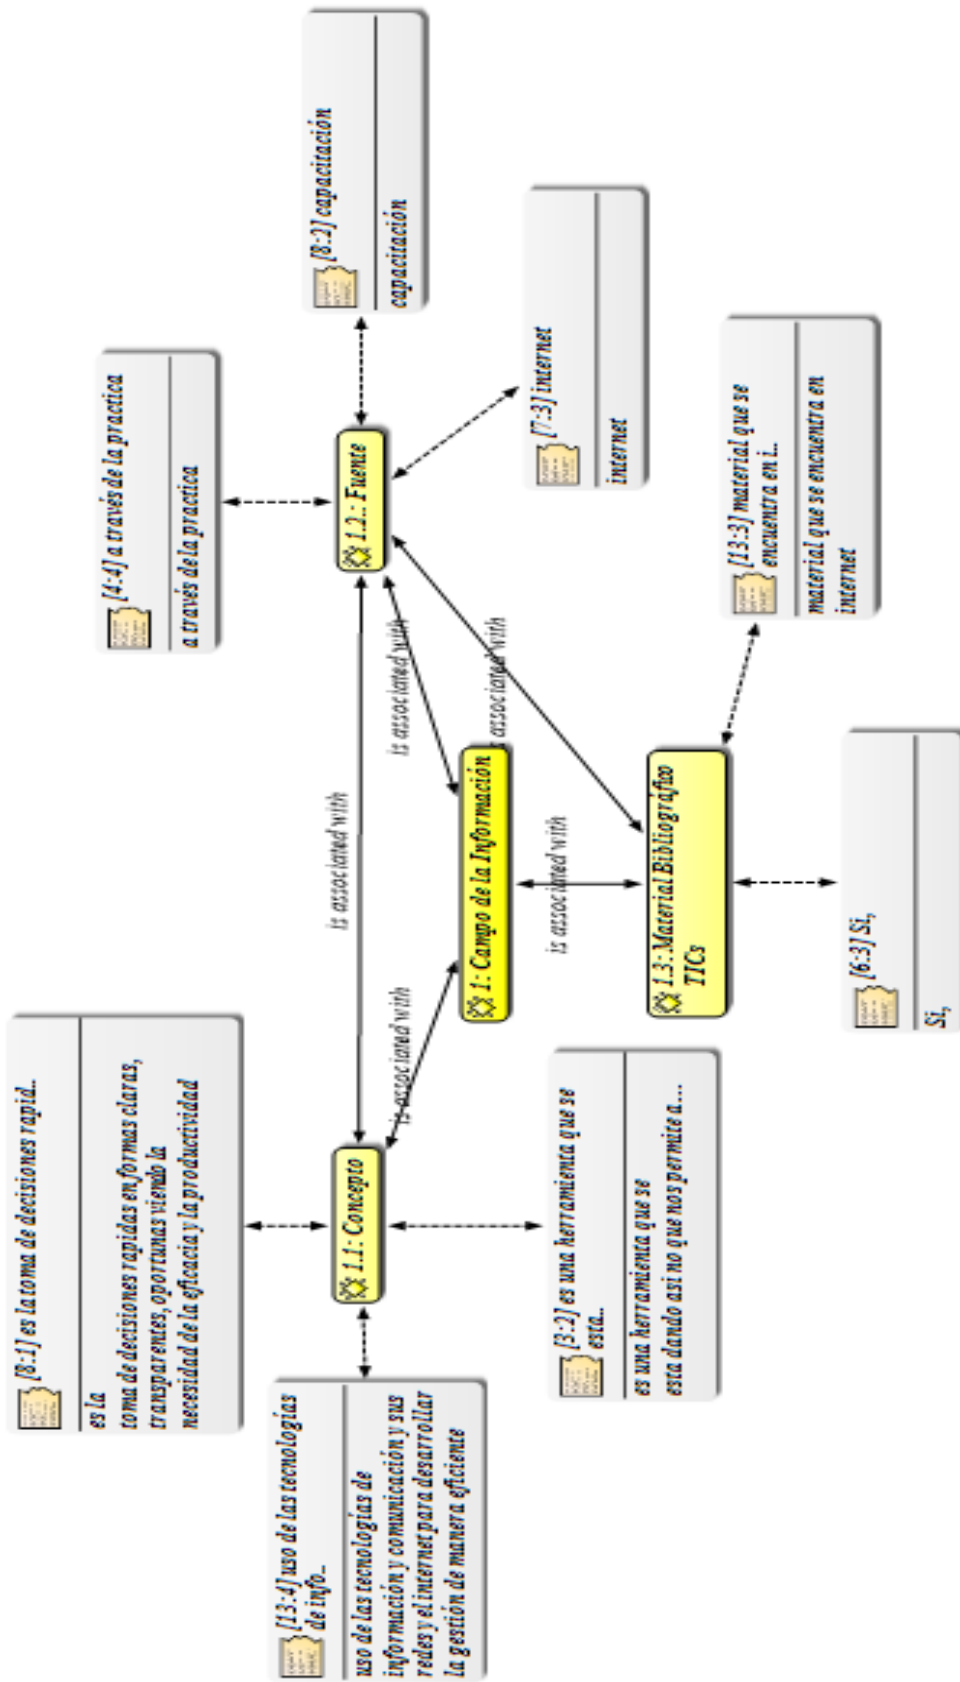 [8:1] es la toma de decisiones rapid..
es la
toma de decisiones rapidas en formas claras,
transparentes, oportunas viendo la
necesidad de la eficacia y la productividad
[4:4] a través de la practica
a través de la practica
[8:2] capacitación
capacitación
[13:4] uso de las tecnologías
de info..
uso de las tecnologías de
información y comunicación y sus
redes y el internet para desarrollar
la gestión de manera eficiente
1.1: Concepto
is associated with
1.2.: Fuente
is associated with
is associated with
is associated with
1: Campo de la Información
[7:3] internet
internet
[3:2] es una herramienta que se
esta..
es una herramienta que se
esta dando asi no que nos permite a....
is associated with
1.3: Material Bibliográfico
TICs
[13:3] material que se
encuentra en i..
material que se encuentra en
internet
[6:3] Si,
Si,